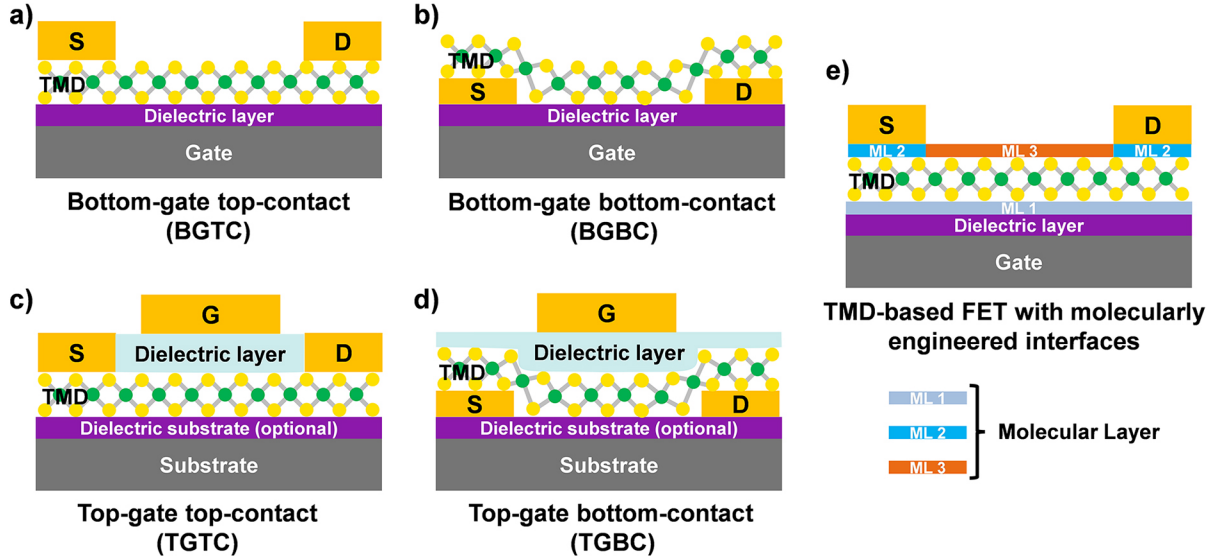 a)
S
D
TMD
Dielectric layer
Gate
Bottom-gate top-contact
(BGTC)
b)
TMD
S
D
Dielectric layer
Gate
Bottom-gate bottom-contact
(BGBC)
c)
G
S
Dielectric layer
D
TMD
Dielectric substrate (optional)
Substrate
Top-gate top-contact
(TGTC)
d)
G
Dielectric layer
TMD
S
D
Dielectric substrate (optional)
Substrate
Top-gate bottom-contact
(TGBC)
e)
S
D
ML 2
ML 3
ML 2
TMD
ML 1
Dielectric layer
Gate
TMD-based FET with molecularly
engineered interfaces
ML 1
ML 2
Molecular Layer
ML 3